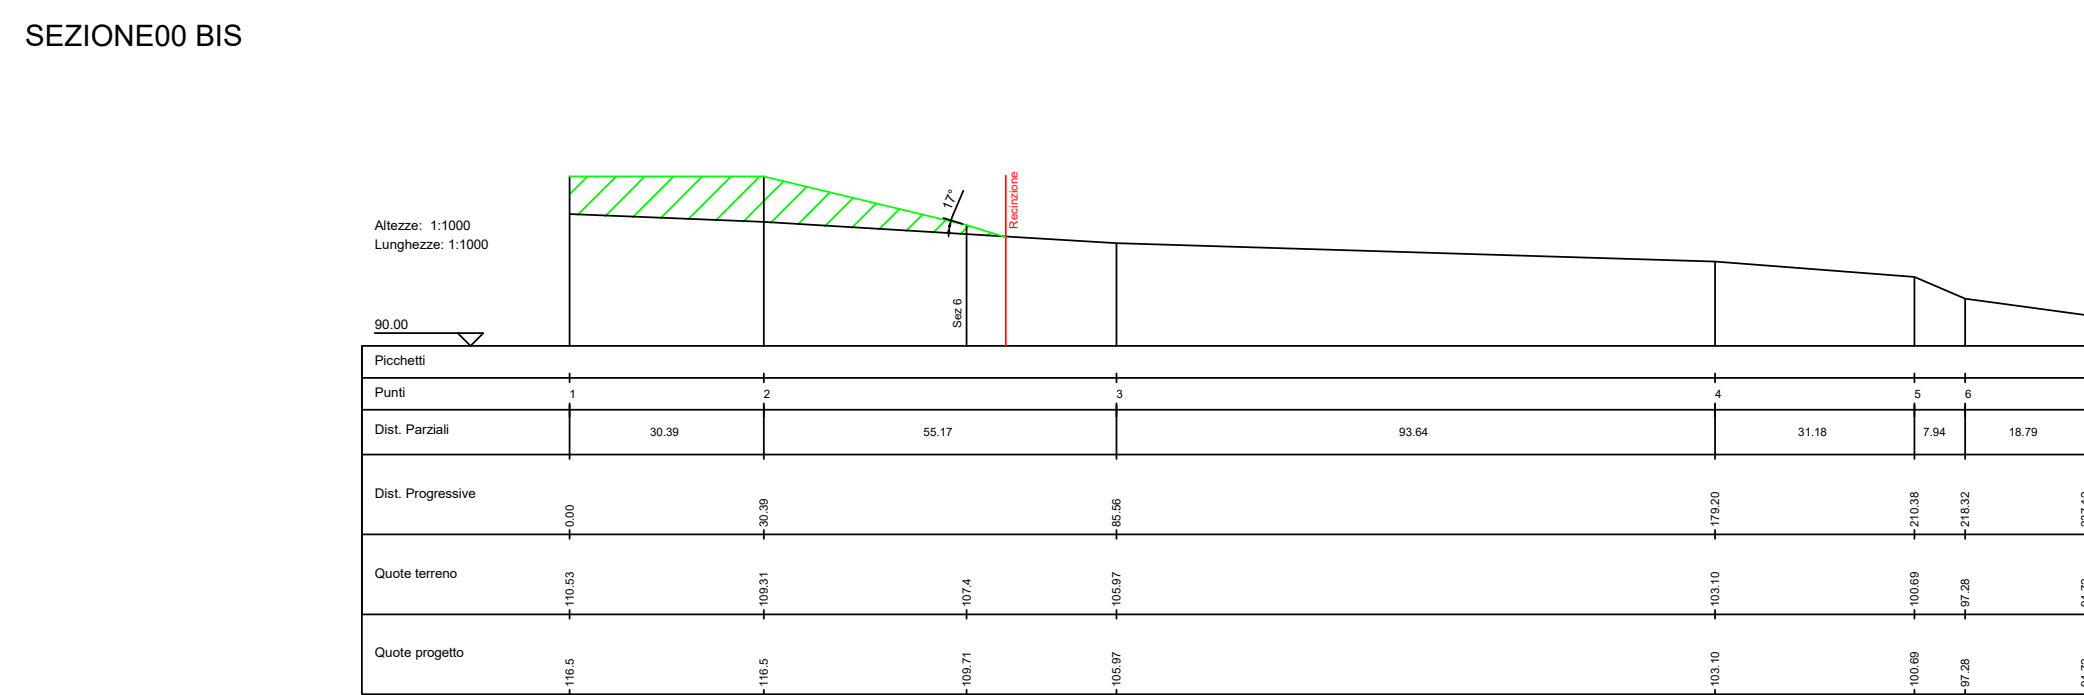 SEZIONE00 BIS
17°
Recinzione
Altezze: 1:1000
Lunghezze: 1:1000
Sez 6
90.00
Picchetti
Punti 1 2 3 4 5 6
Dist. Parziali 30.39 55.17 93.64 31.18 7.94 18.79
Dist. Progressive 0.00 30.39 85.56 179.20 210.38 218.32
Quote terreno 110.53 109.31 107.4 105.97 103.10 100.69 97.28
Quote progetto 116.5 116.5 109.71 105.97 103.10 100.69 97.28